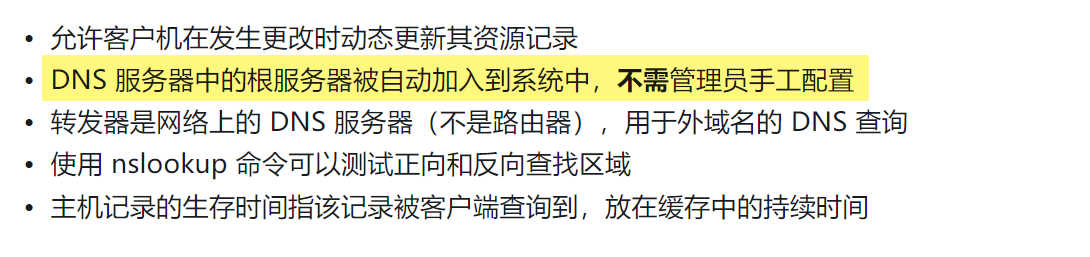 • 允许客户机在发生更改时动态更新其资源记录
• DNS 服务器中的根服务器被自动加入到系统中，不需管理员手工配置
• 转发器是网络上的 DNS 服务器（不是路由器），用于外域名的 DNS 查询
• 使用 nslookup 命令可以测试正向和反向查找区域
• 主机记录的生存时间指该记录被客户端查询到，放在缓存中的持续时间